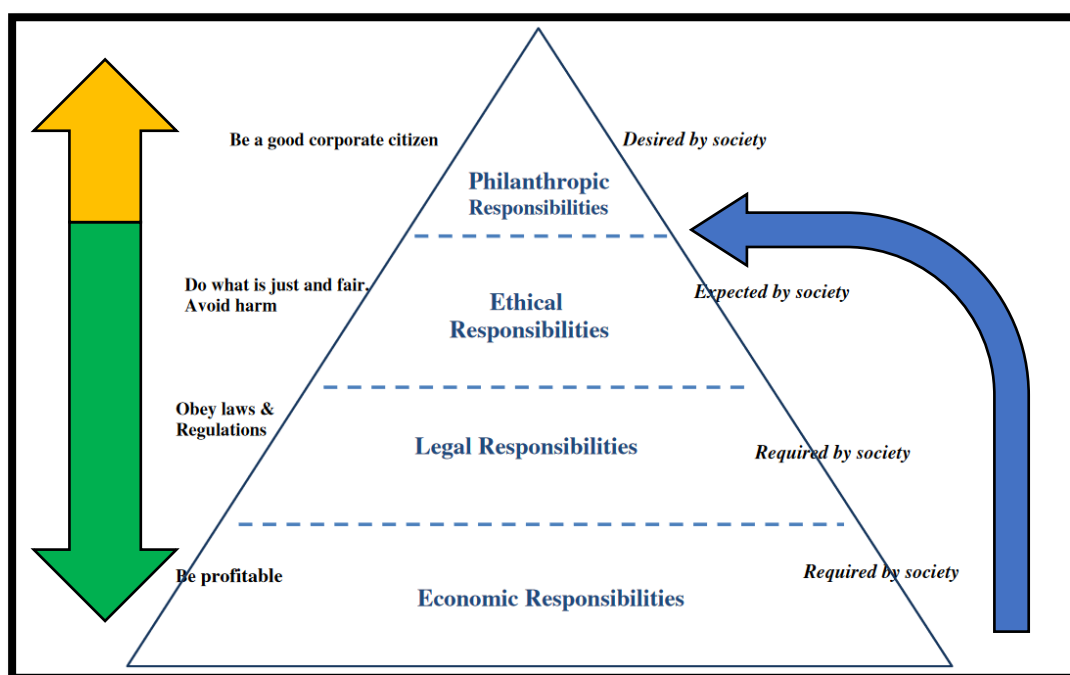 Be a good corporate citizen
Desired by society
Philanthropic
Responsibilities
Do what is just and fair,
Avoid harm
Expected by society
Ethical
Responsibilities
Obey laws &
Regulations
Legal Responsibilities
Required by society
Be profitable
Required by society
Economic Responsibilities